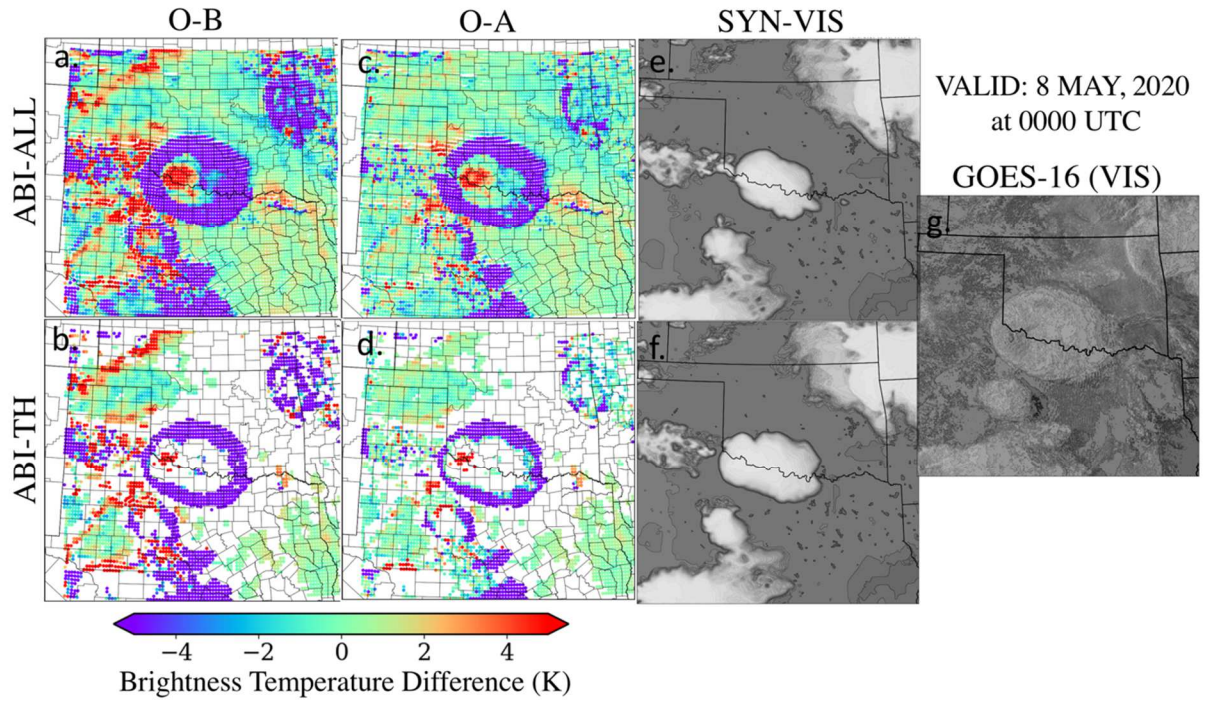 O-B
O-A
SYN-VIS
ABI-ALL
a.
c.
e.
VALID: 8 MAY, 2020
at 0000 UTC
GOES-16 (VIS)
g.
ABI-TH
b.
d.
f.
−4
−2
0
2
4
Brightness Temperature Difference (K)